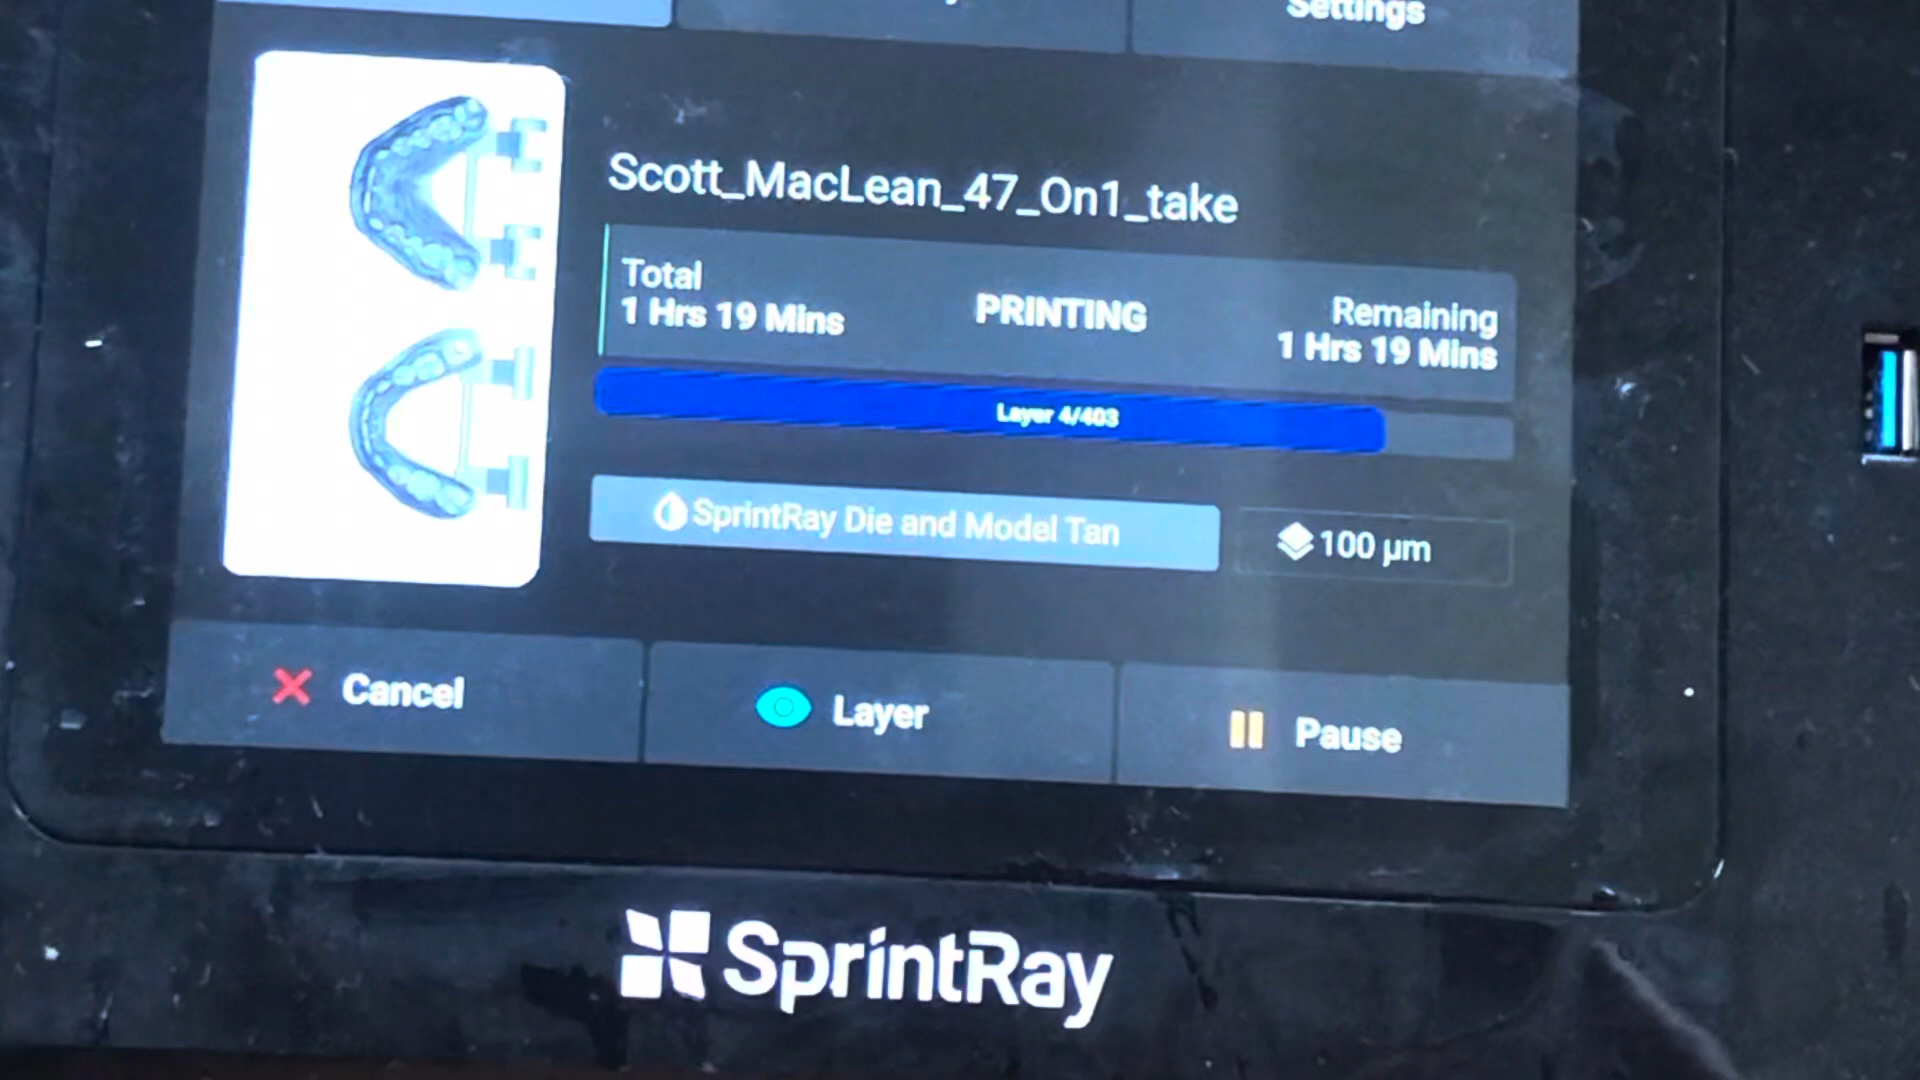 Settings
Scott_MacLean_47_On1_take
Total
1 Hrs 19 Mins
PRINTING
Remaining
1 Hrs 19 Mins
Layer 4/403
SprintRay Die and Model Tan
100 µm
Cancel
Layer
Pause
SprintRay